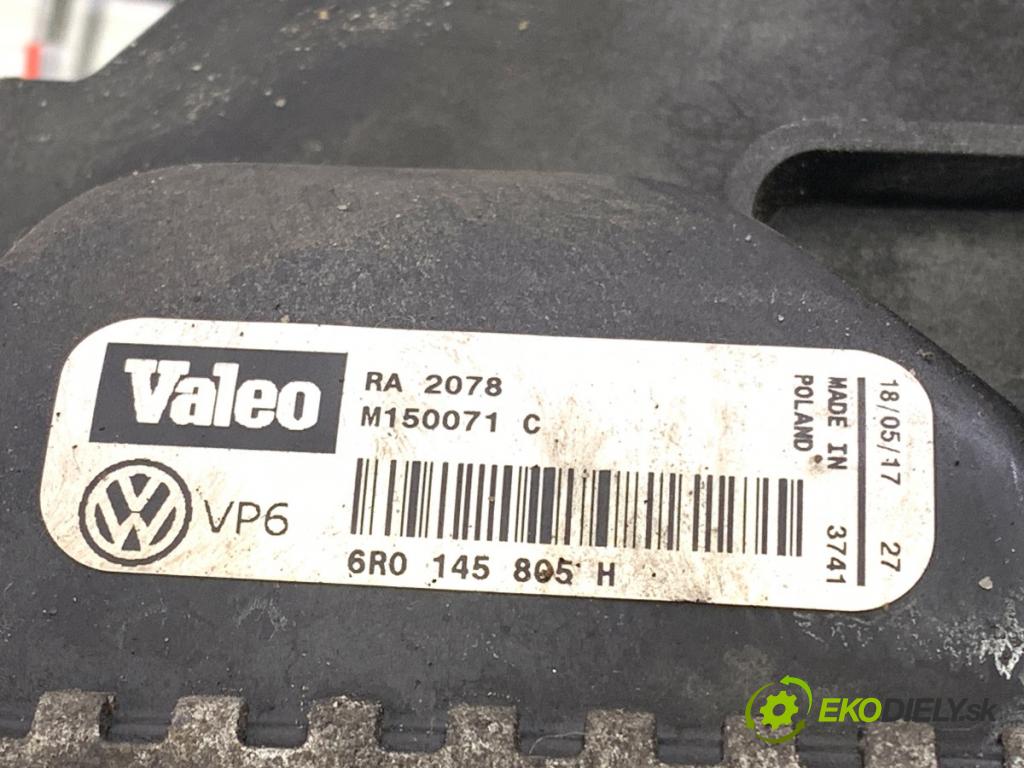 Valeo
RA 2078
M150071 C
VP6
6R0 145 805 H
MADE IN
POLAND
3741
18/05/17 27
EKODIELY.sk